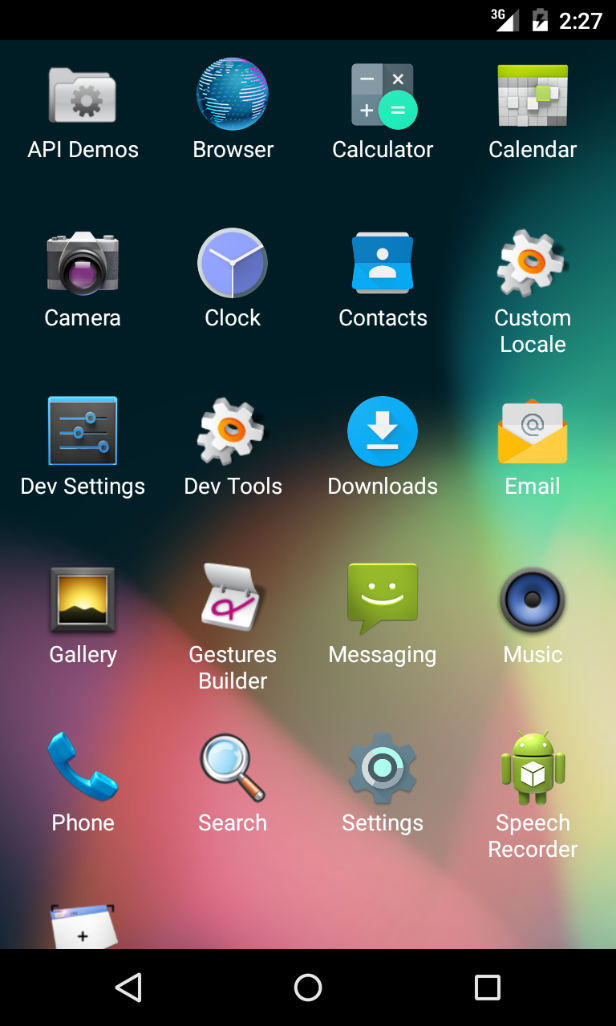 3G 2:27
API Demos Browser Calculator Calendar
Camera Clock Contacts Custom
Locale
Dev Settings Dev Tools Downloads Email
@
Gallery Gestures Messaging Music
Builder
Phone Search Settings Speech
Recorder